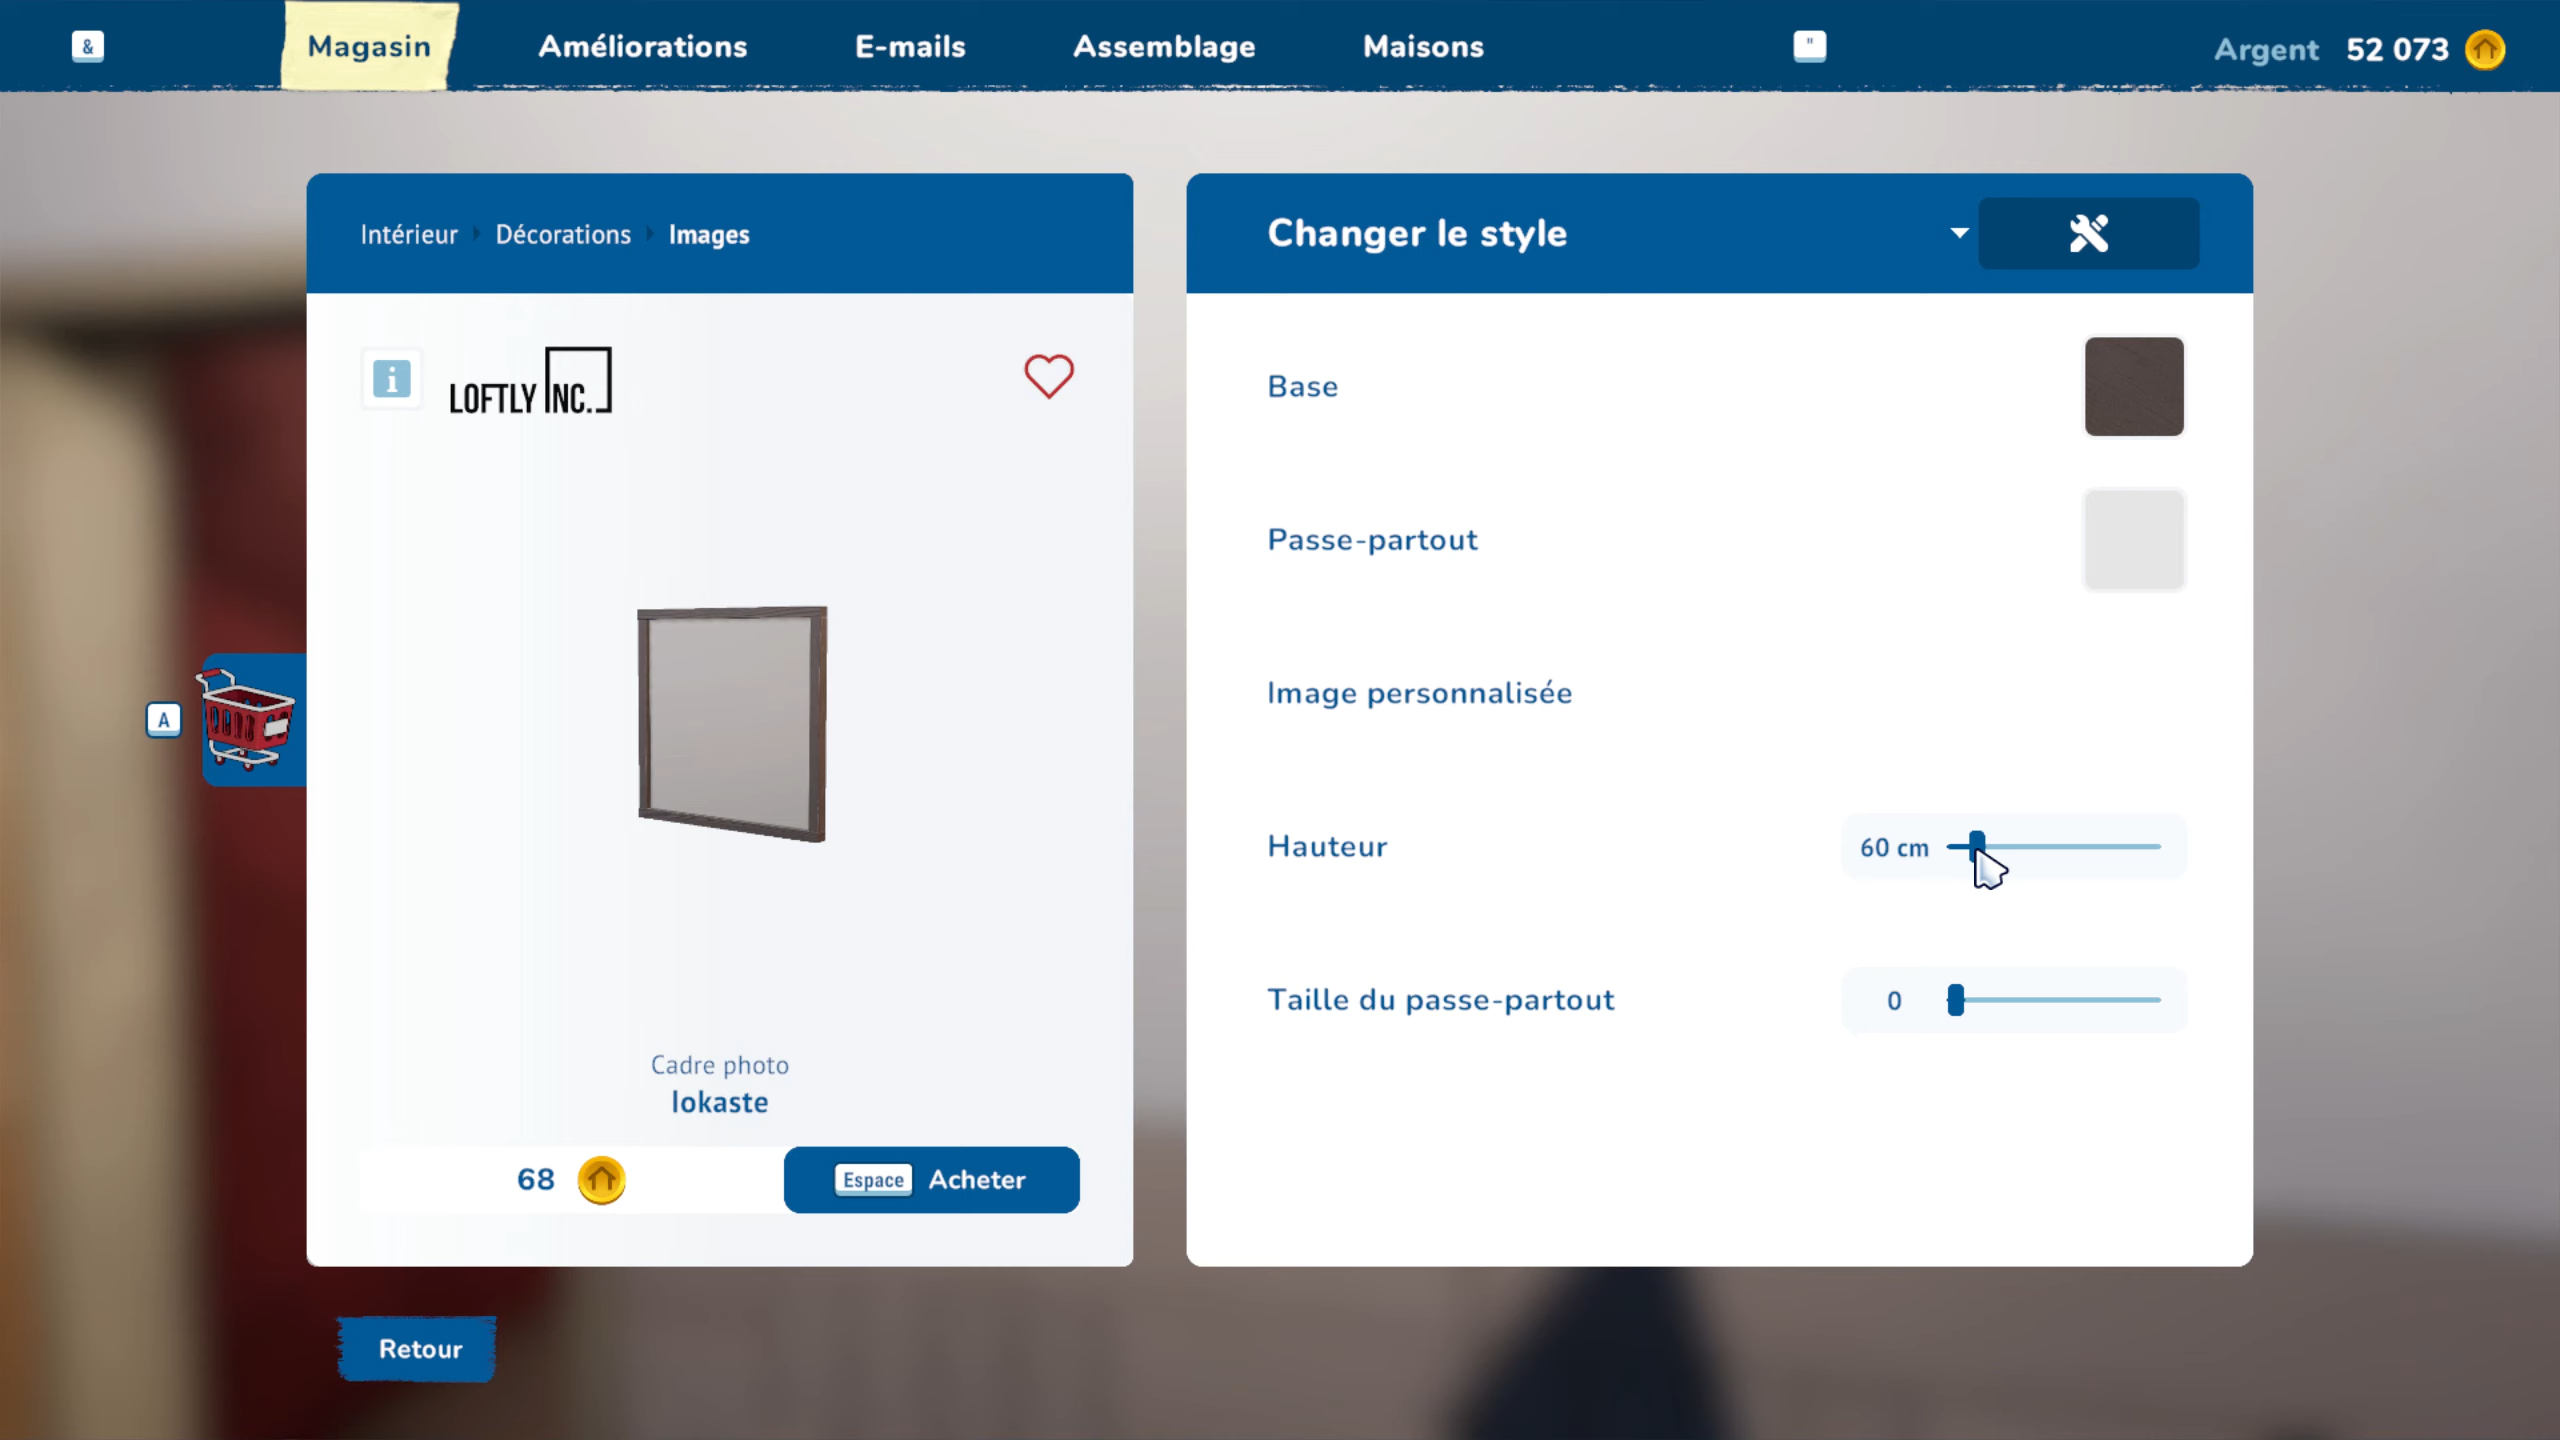 &
Magasin
Améliorations
E-mails
Assemblage
Maisons
"
Argent 52 073
Intérieur Décorations Images
i
LOFTLY INC.
A
Cadre photo
lokaste
68
Espace Acheter
Changer le style
Base
Passe-partout
Image personnalisée
Hauteur 60 cm
Taille du passe-partout 0
Retour